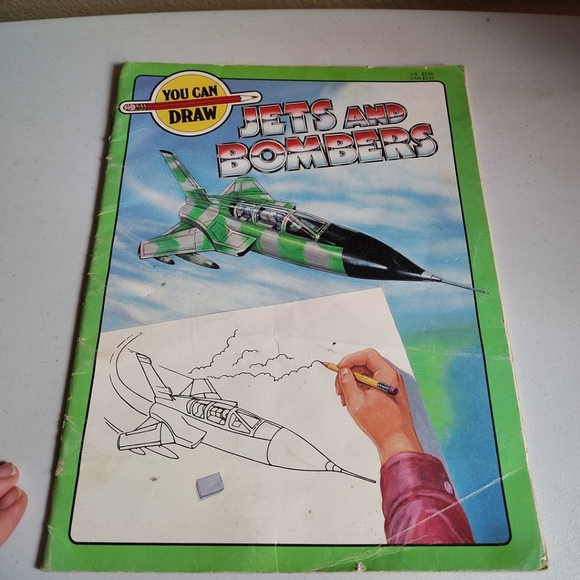 YOU CAN
DRAW
JETS AND
BOMBERS